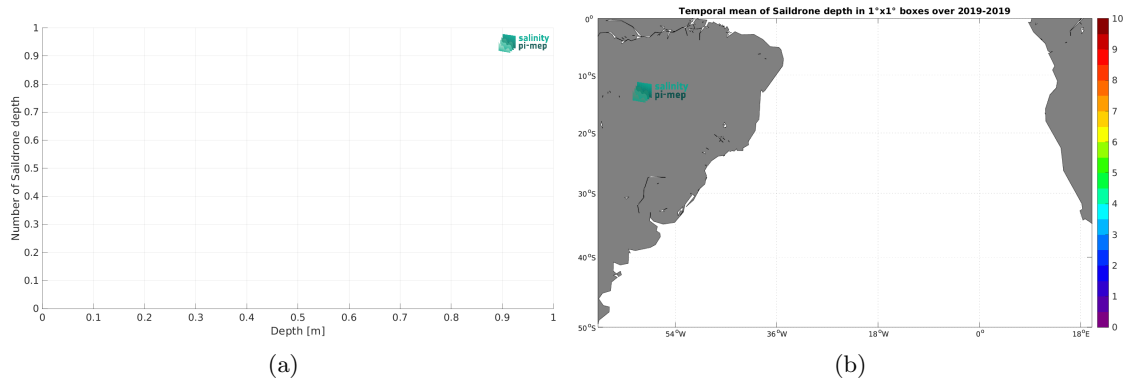 1
0.9
0.8
0.7
0.6
0.5
0.4
0.3
0.2
0.1
0
Number of Saildrone depth
salinity
pi-mep
0 0.1 0.2 0.3 0.4 0.5 0.6 0.7 0.8 0.9 1
Depth [m]
(a)
Temporal mean of Saildrone depth in 1°x1° boxes over 2019-2019
0°
10°S
20°S
30°S
40°S
50°S
salinity
pi-mep
54°W 36°W 18°W 0° 18°E
10
9
8
7
6
5
4
3
2
1
0
(b)